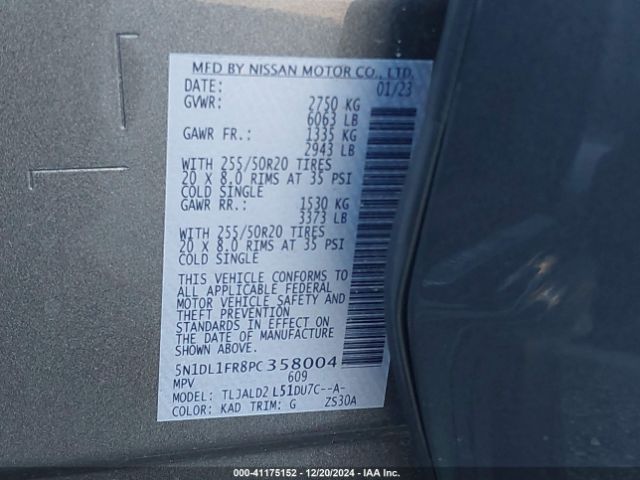 MFD BY NISSAN MOTOR CO., LTD.
DATE: 01/23
GVWR: 2750 KG
6063 LB
GAWR FR.: 1335 KG
2943 LB
WITH 255/50R20 TIRES
20 X 8.0 RIMS AT 35 PSI
COLD SINGLE
GAWR RR.: 1530 KG
3373 LB
WITH 255/50R20 TIRES
20 X 8.0 RIMS AT 35 PSI
COLD SINGLE
THIS VEHICLE CONFORMS TO
ALL APPLICABLE FEDERAL
MOTOR VEHICLE SAFETY AND
THEFT PREVENTION
STANDARDS IN EFFECT ON
THE DATE OF MANUFACTURE
SHOWN ABOVE.
5N1DL1FR8PC358004
MPV 609
MODEL: TLJALD2 L51DU7C--A-
COLOR: KAD TRIM: G ZS30A
000-41175152 - 12/20/2024 - IAA Inc.